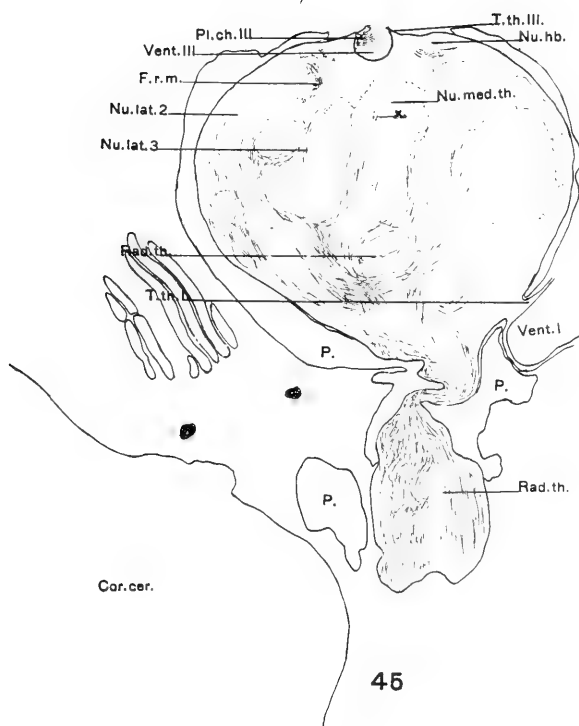 T.th.III.
Pl.ch.III
Nu.hb.
Vent.III
F.r.m.
Nu.med.th.
Nu.lat.2
x.
Nu.lat.3
Rad.th.
T.th.L
Vent.l
P.
P.
P.
Rad.th.
Cor.cer.
45